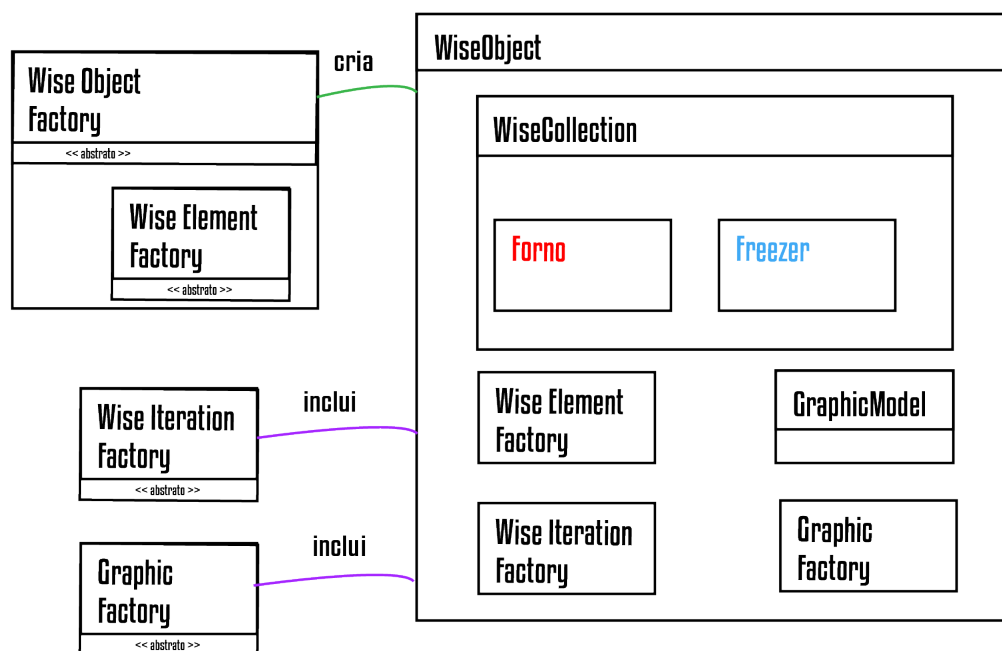 Wise Object
Factory
<< abstrato >>
Wise Element
Factory
<< abstrato >>
cria
WiseObject
WiseCollection
Forno
Freezer
Wise Iteration
Factory
<< abstrato >>
inclui
Wise Element
Factory
GraphicModel
Graphic
Factory
<< abstrato >>
inclui
Wise Iteration
Factory
Graphic
Factory